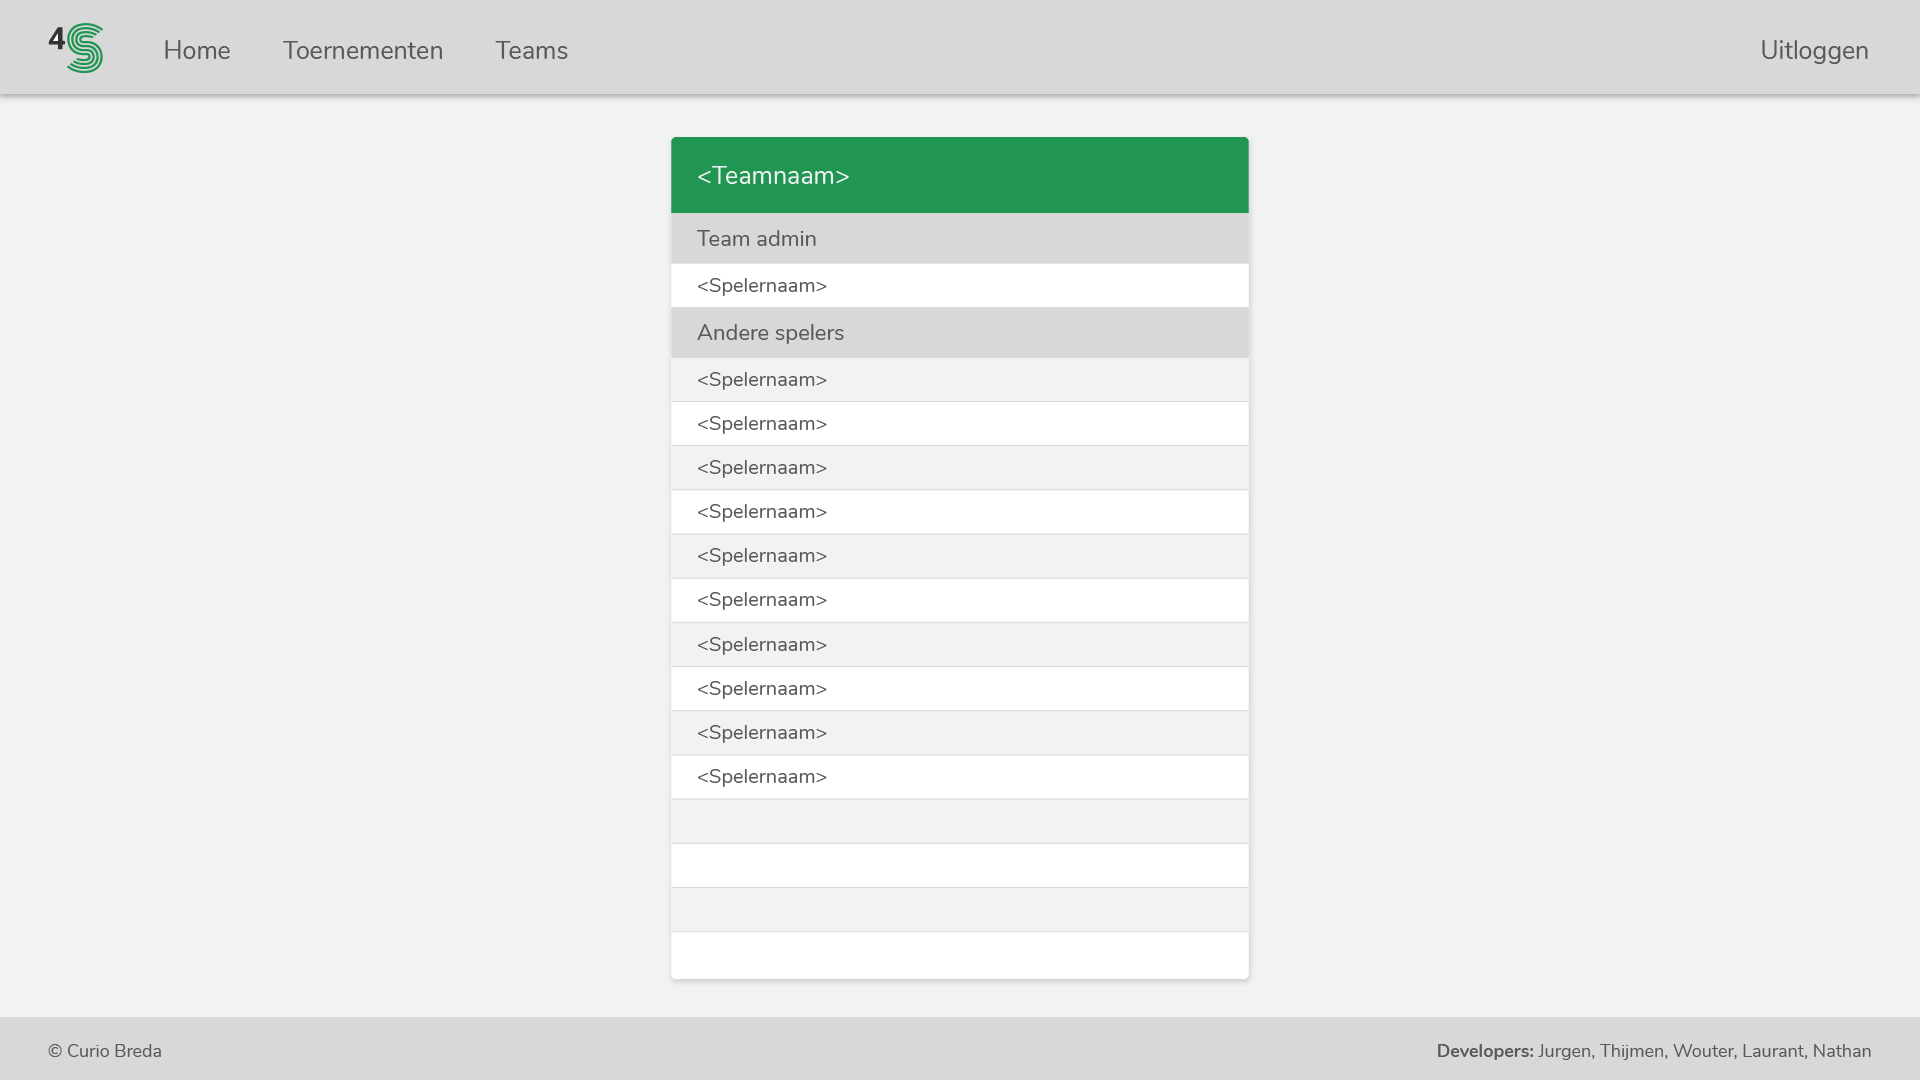 4S
Home Toernementen Teams Uitloggen
<Teamnaam>
Team admin
<Spelernaam>
Andere spelers
<Spelernaam>
<Spelernaam>
<Spelernaam>
<Spelernaam>
<Spelernaam>
<Spelernaam>
<Spelernaam>
<Spelernaam>
<Spelernaam>
<Spelernaam>
© Curio Breda
Developers: Jurgen, Thijmen, Wouter, Laurant, Nathan